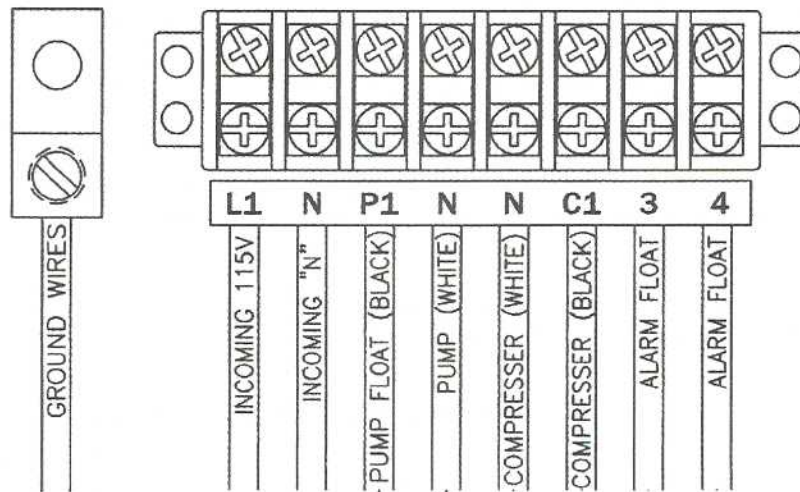 L1 N P1 N N C1 3 4
GROUND WIRES
INCOMING 115V
INCOMING "N"
PUMP FLOAT (BLACK)
PUMP (WHITE)
COMPRESSER (WHITE)
COMPRESSER (BLACK)
ALARM FLOAT
ALARM FLOAT